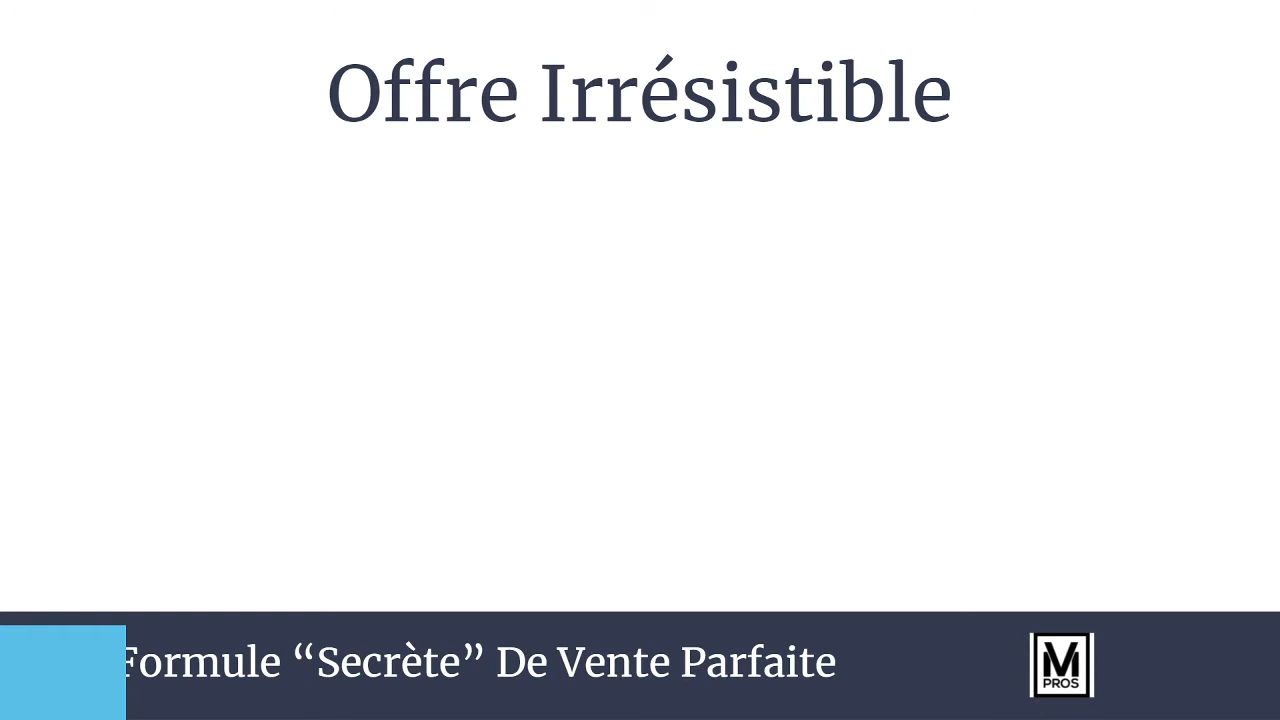 Offre Irrésistible
Formule “Secrète” De Vente Parfaite
M
PROS